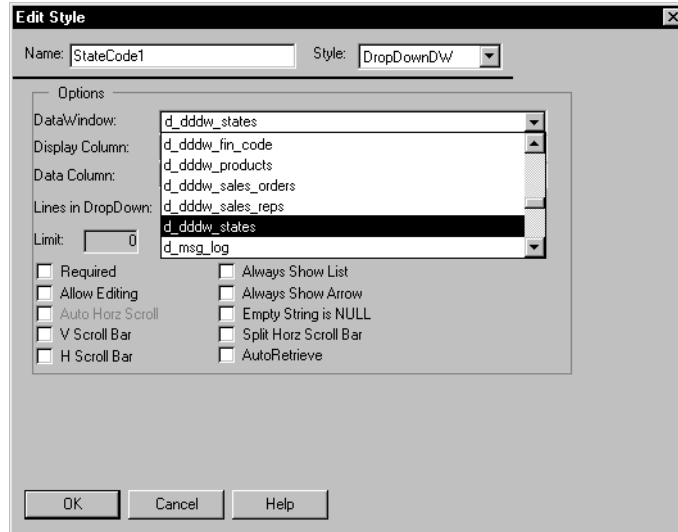 Edit Style
Name: StateCode1 Style: DropDownDW
Options
DataWindow: d_dddw_states
Display Column: d_dddw_fin_code
d_dddw_products
Data Column: d_dddw_sales_orders
Lines in DropDown: d_dddw_sales_reps
d_dddw_states
Limit: 0 d_msg_log
Required Always Show List
Allow Editing Always Show Arrow
Auto Horz Scroll Empty String is NULL
V Scroll Bar Split Horz Scroll Bar
H Scroll Bar AutoRetrieve
OK Cancel Help